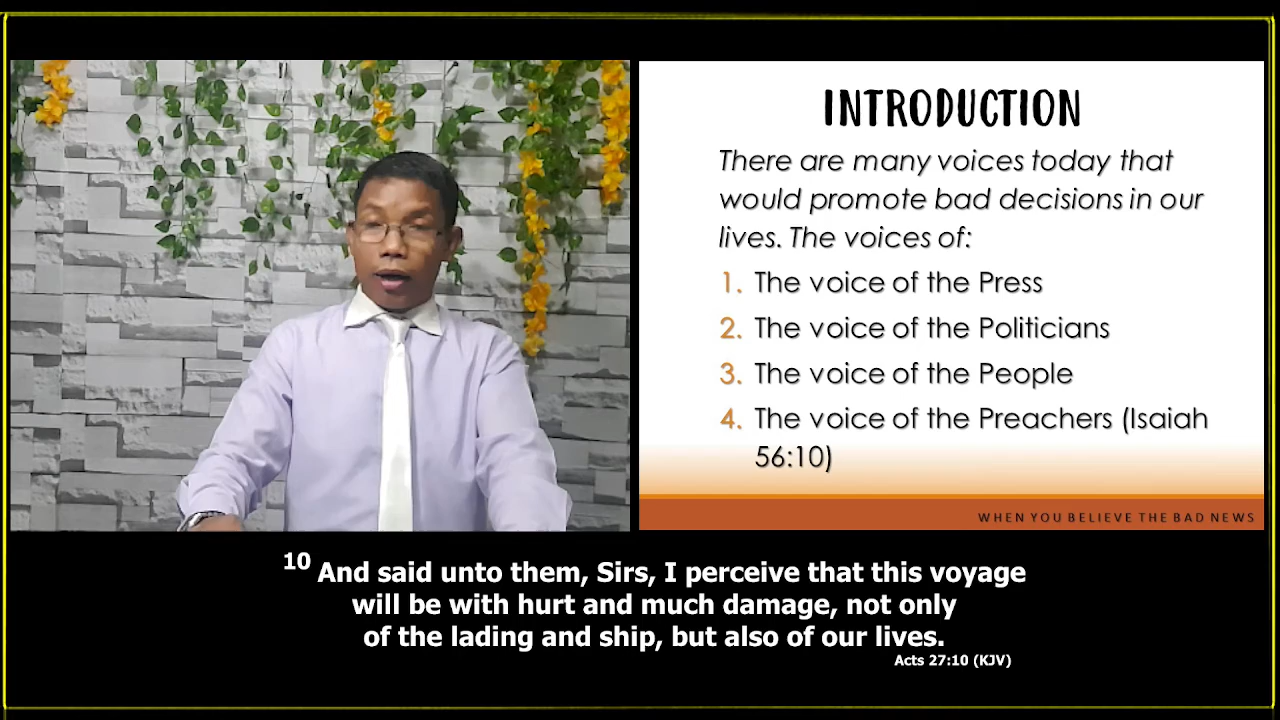 INTRODUCTION
There are many voices today that
would promote bad decisions in our
lives. The voices of:
1. The voice of the Press
2. The voice of the Politicians
3. The voice of the People
4. The voice of the Preachers (Isaiah
56:10)
WHEN YOU BELIEVE THE BAD NEWS
10 And said unto them, Sirs, I perceive that this voyage
will be with hurt and much damage, not only
of the lading and ship, but also of our lives.
Acts 27:10 (KJV)